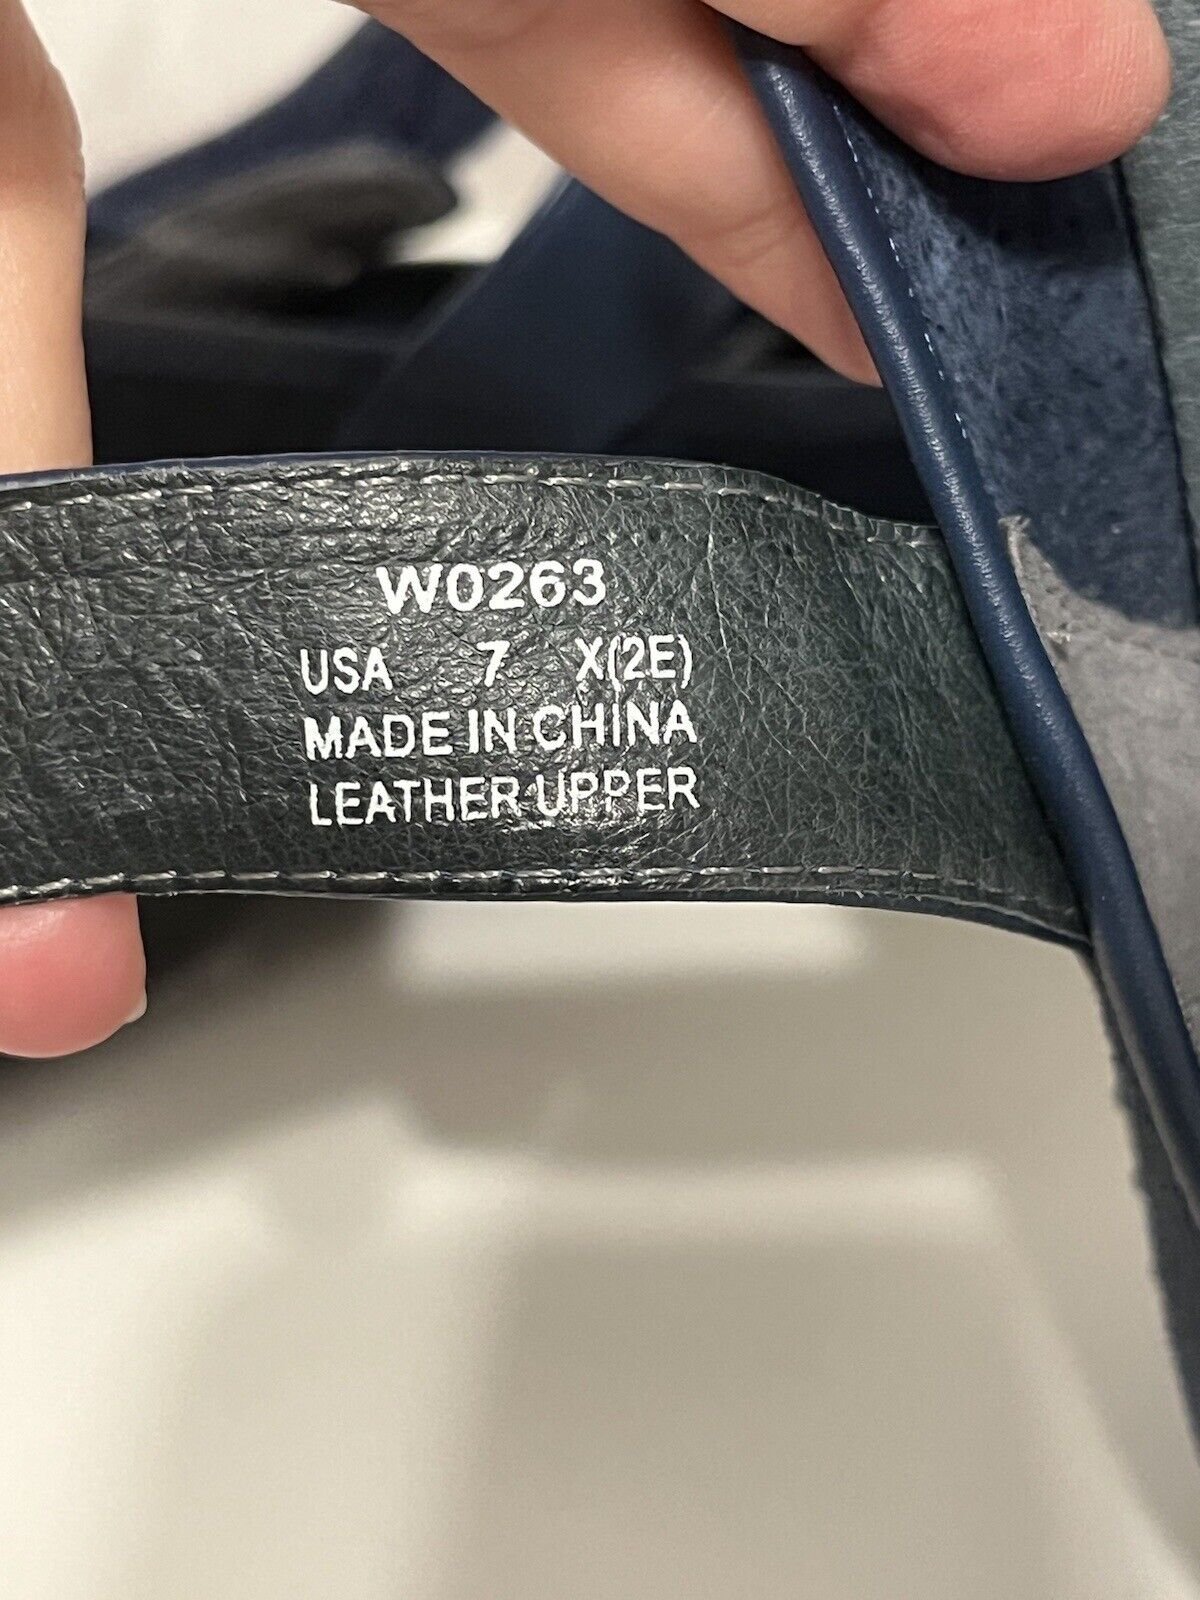 W0263
USA 7 X(2E)
MADE IN CHINA
LEATHER UPPER